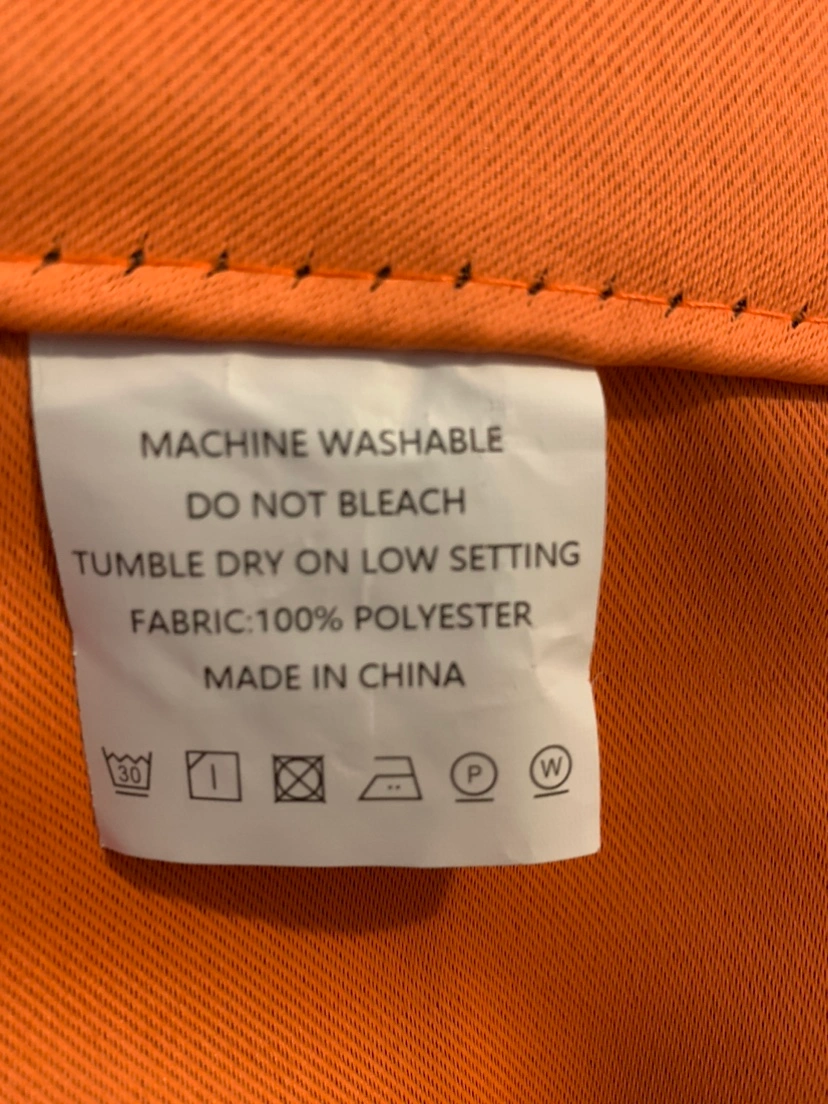 MACHINE WASHABLE
DO NOT BLEACH
TUMBLE DRY ON LOW SETTING
FABRIC:100% POLYESTER
MADE IN CHINA
30 P W